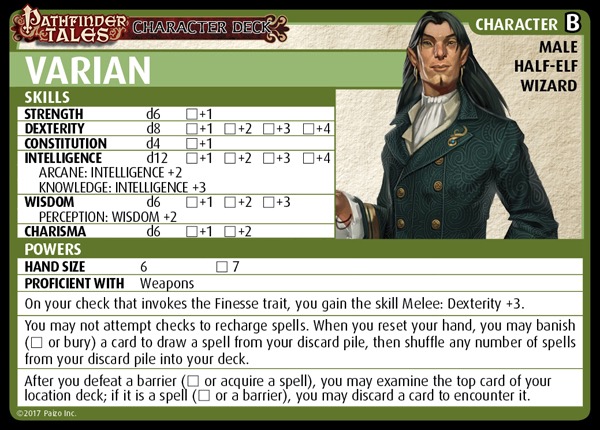 PATHFINDER TALES CHARACTER DECK
CHARACTER B
VARIAN
MALE
HALF-ELF
WIZARD
SKILLS
STRENGTH d6 ☐+1
DEXTERITY d8 ☐+1 ☐+2 ☐+3 ☐+4
CONSTITUTION d4 ☐+1
INTELLIGENCE d12 ☐+1 ☐+2 ☐+3 ☐+4
ARCANE: INTELLIGENCE +2
KNOWLEDGE: INTELLIGENCE +3
WISDOM d6 ☐+1 ☐+2 ☐+3
PERCEPTION: WISDOM +2
CHARISMA d6 ☐+1 ☐+2
POWERS
HAND SIZE 6 ☐ 7
PROFICIENT WITH Weapons
On your check that invokes the Finesse trait, you gain the skill Melee: Dexterity +3.
You may not attempt checks to recharge spells. When you reset your hand, you may banish
(☐ or bury) a card to draw a spell from your discard pile, then shuffle any number of spells
from your discard pile into your deck.
After you defeat a barrier (☐ or acquire a spell), you may examine the top card of your
location deck; if it is a spell (☐ or a barrier), you may discard a card to encounter it.
©2017 Paizo Inc.